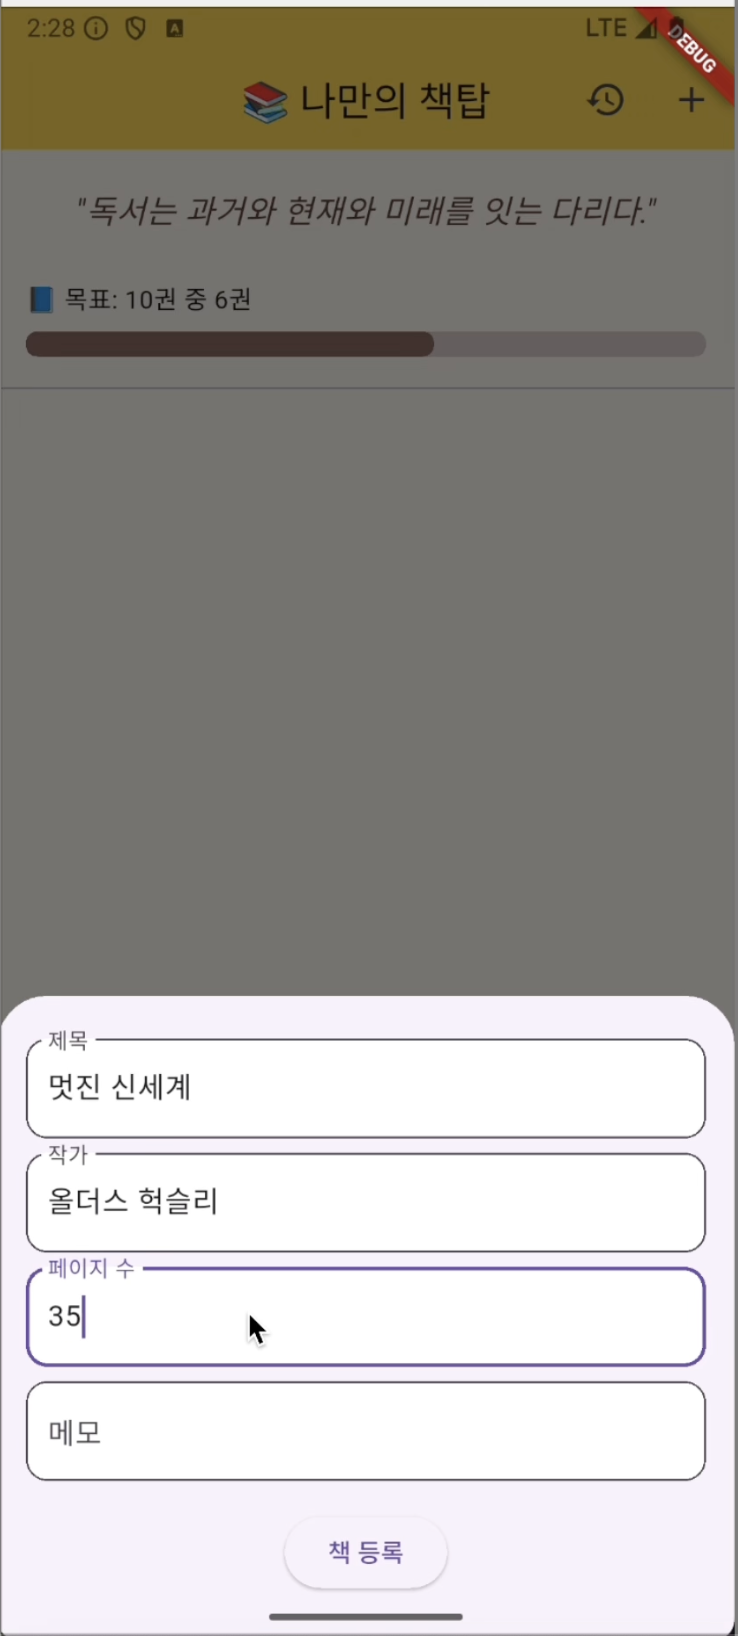 2:28
LTE
DEBUG
📚 나만의 책탑
"독서는 과거와 현재와 미래를 잇는 다리다."
📘 목표: 10권 중 6권
제목
멋진 신세계
작가
올더스 헉슬리
페이지 수
35
메모
책 등록